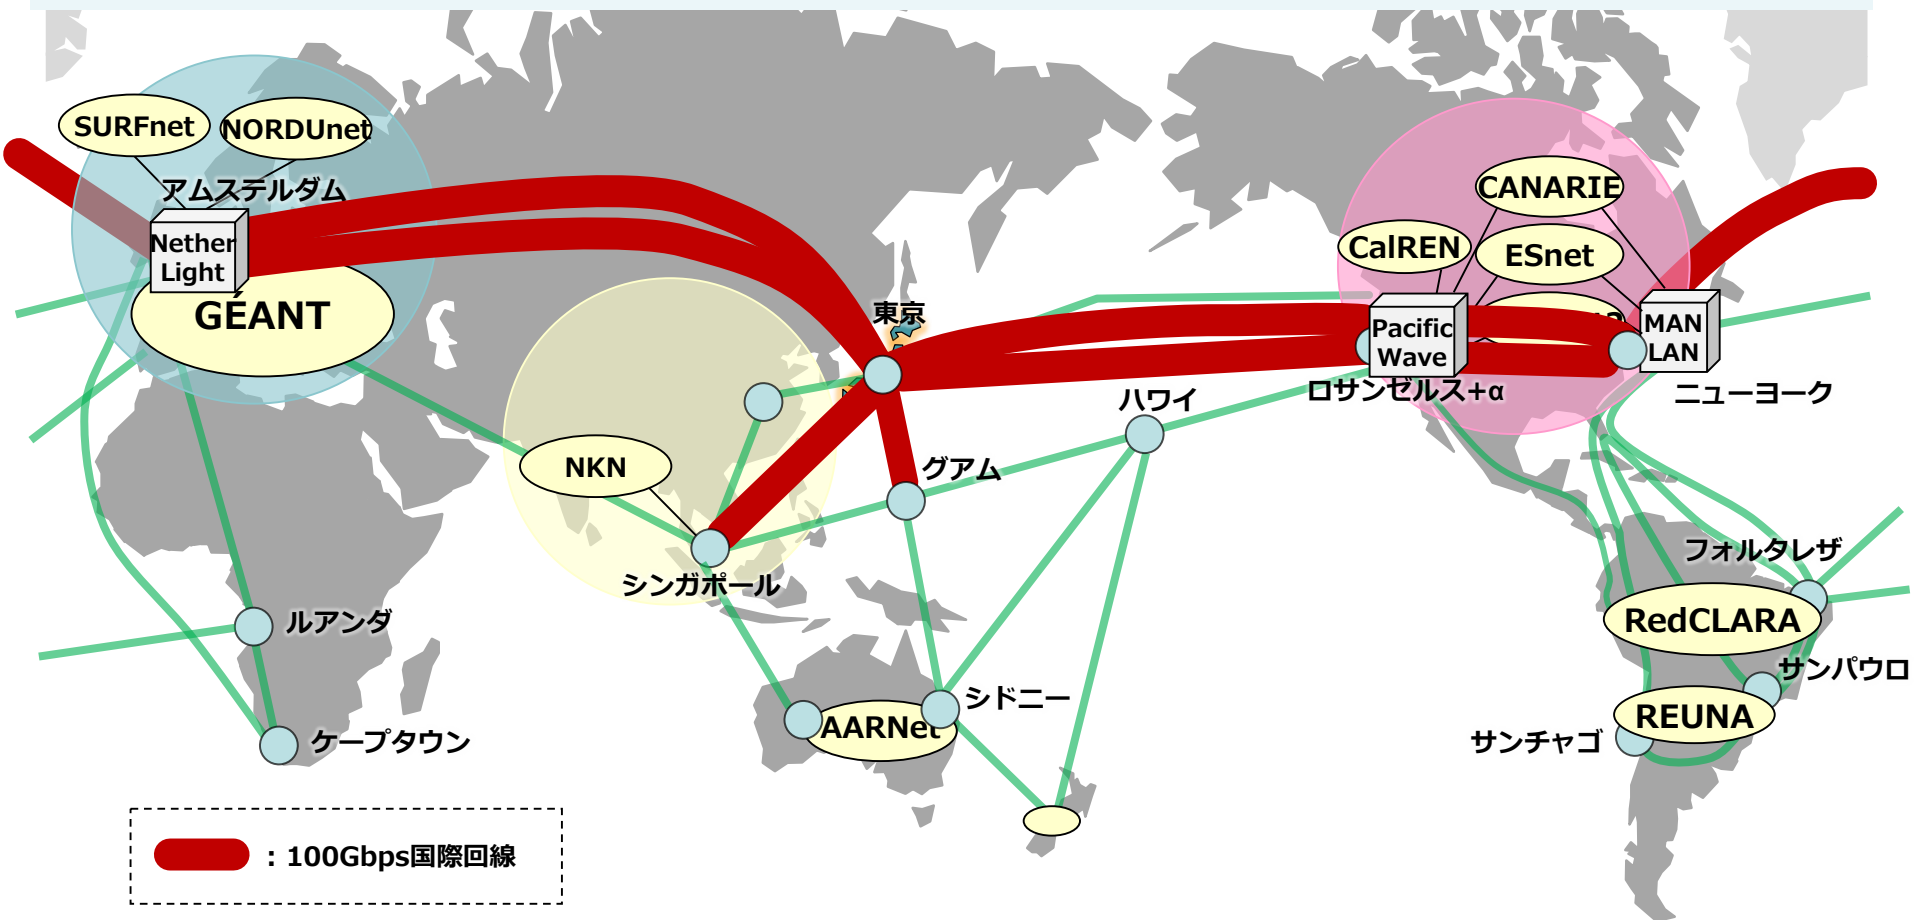 SURFnet
NORDUnet
アムステルダム
Nether
Light
GÉANT
CANARIE
CalREN
ESnet
東京
Pacific
Wave
MAN
LAN
ロサンゼルス+α
ニューヨーク
ハワイ
NKN
グアム
シンガポール
フォルタレザ
ルアンダ
RedCLARA
サンパウロ
シドニー
AARNet
REUNA
サンチャゴ
ケープタウン
：100Gbps国際回線